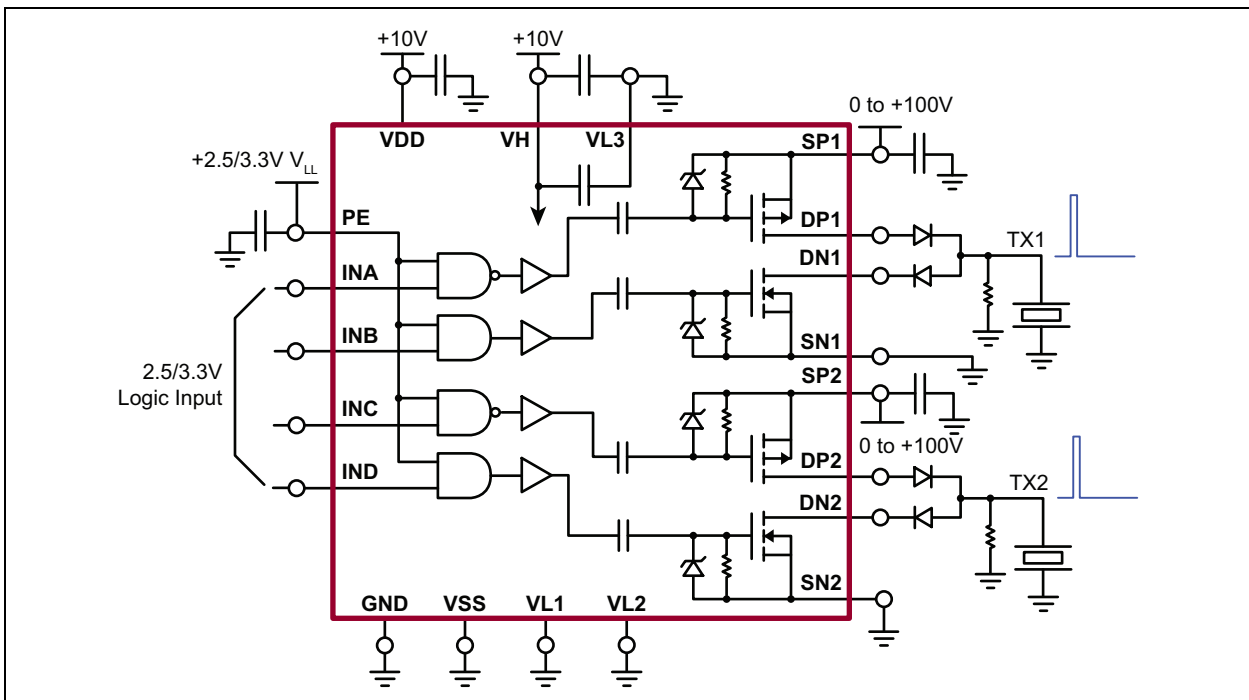 +10V
+10V
0 to +100V
VDD
VH
VL3
SP1
+2.5/3.3V VLL
PE
DP1
TX1
INA
DN1
INB
SN1
2.5/3.3V
Logic Input
SP2
INC
0 to +100V
DP2
IND
TX2
DN2
SN2
GND
VSS
VL1
VL2